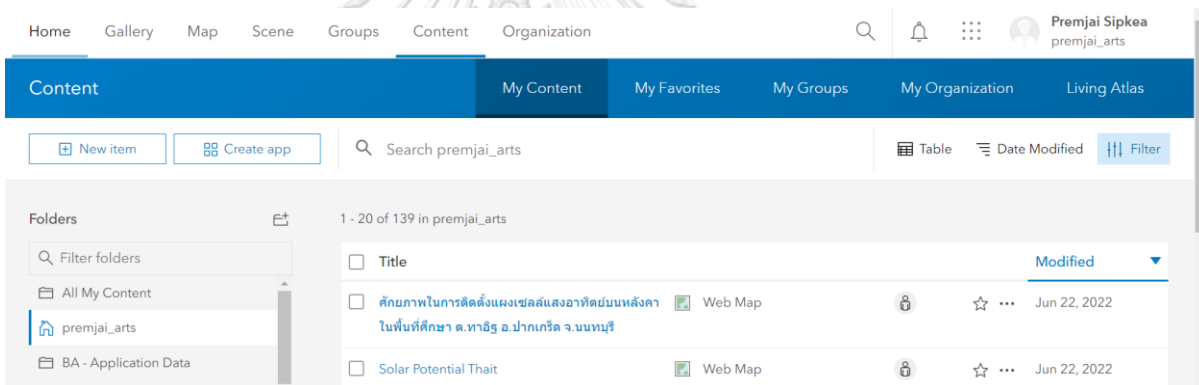 Home Gallery Map Scene Groups Content Organization Premjai Sipkea
premjai_arts
Content My Content My Favorites My Groups My Organization Living Atlas
New item Create app Search premjai_arts Table Date Modified Filter
Folders 1 - 20 of 139 in premjai_arts
Filter folders Title Modified
All My Content
premjai_arts
BA - Application Data
ศักยภาพในการติดตั้งแผงเซลล์แสงอาทิตย์บนหลังคา Web Map Jun 22, 2022
ในพื้นที่ศึกษา ต.ท่าอิฐ อ.ปากเกร็ด จ.นนทบุรี
Solar Potential Thait Web Map Jun 22, 2022